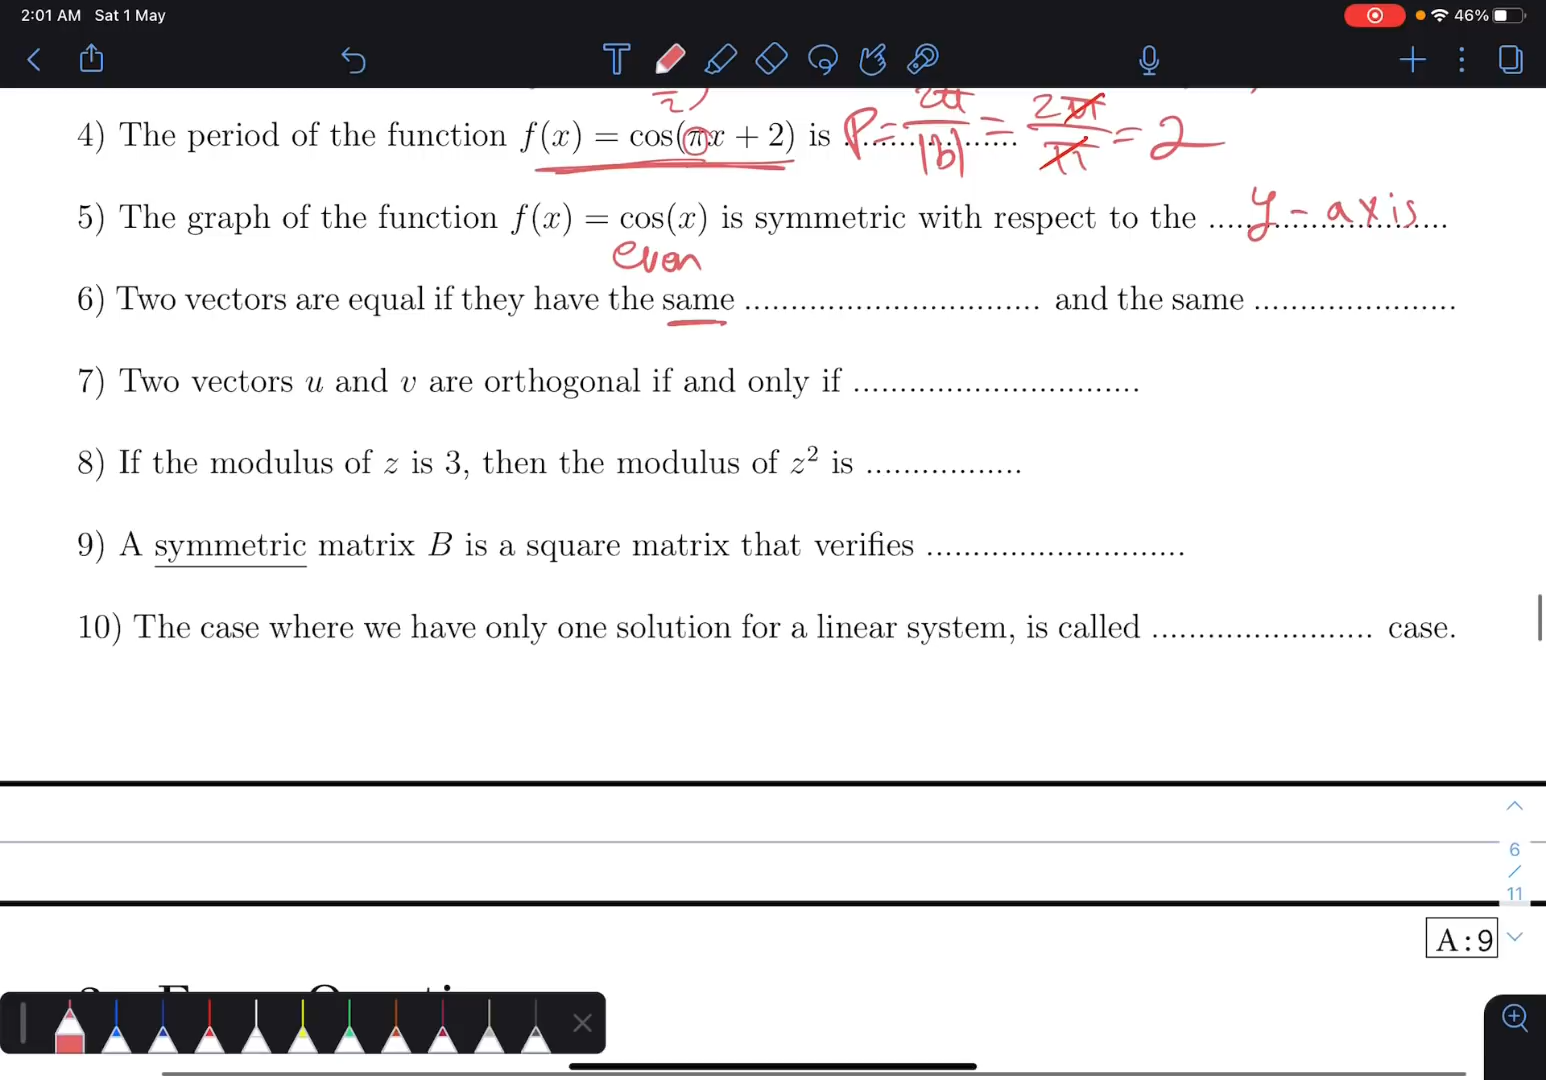 2:01 AM Sat 1 May 46%
4) The period of the function f(x) = cos(πx + 2) is .................. P = 2π/|b| = 2π/π = 2
5) The graph of the function f(x) = cos(x) is symmetric with respect to the .......................... y - axis
even
6) Two vectors are equal if they have the same ................................ and the same ......................
7) Two vectors u and v are orthogonal if and only if ...............................
8) If the modulus of z is 3, then the modulus of z² is .................
9) A symmetric matrix B is a square matrix that verifies ............................
10) The case where we have only one solution for a linear system, is called ........................ case.
6
/
11
A : 9